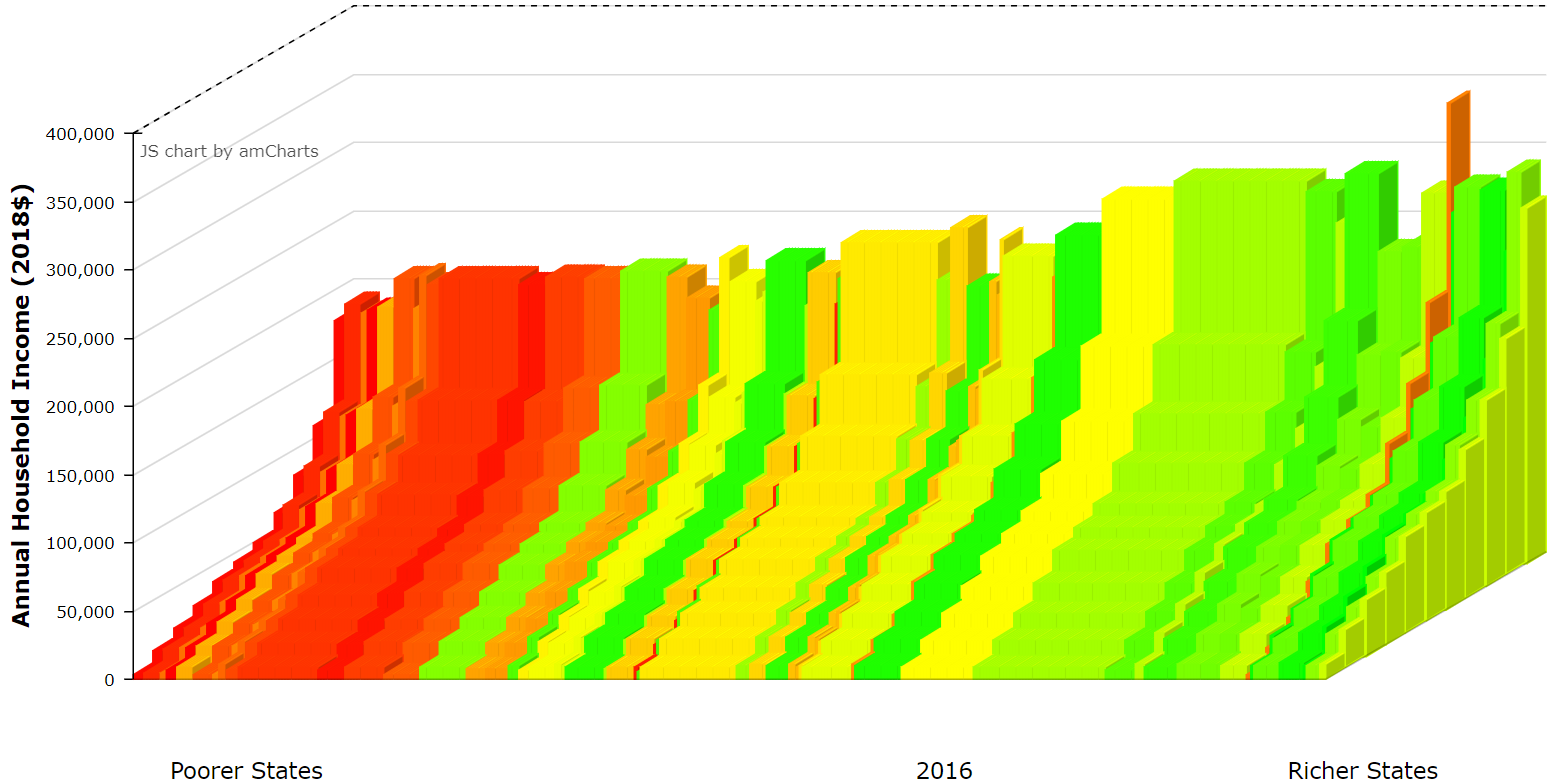 400,000
JS chart by amCharts
350,000
300,000
250,000
200,000
150,000
100,000
50,000
0
Annual Household Income (2018$)
Poorer States
2016
Richer States